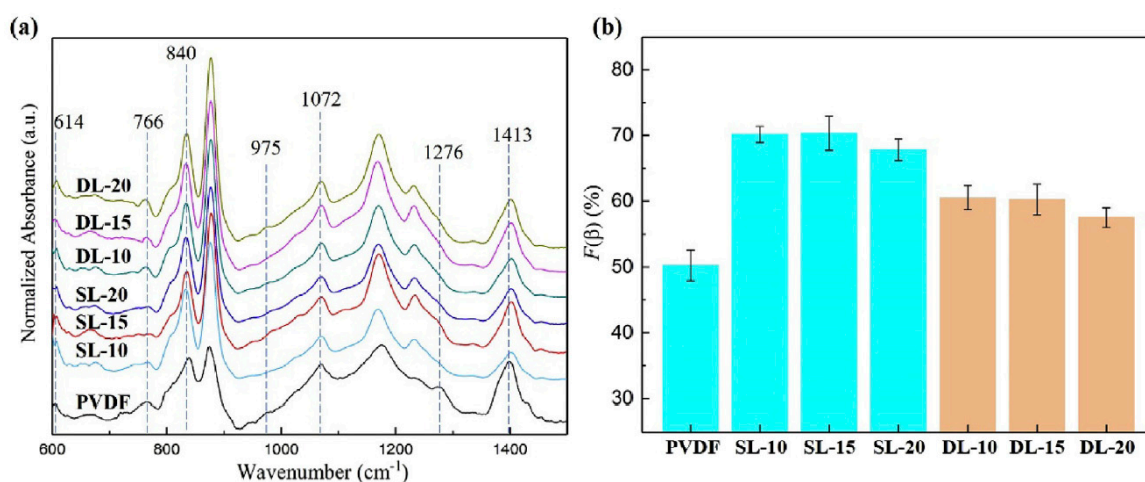 (a)
Normalized Absorbance (a.u.)
614
766
840
975
1072
1276
1413
DL-20
DL-15
DL-10
SL-20
SL-15
SL-10
PVDF
600 800 1000 1200 1400
Wavenumber (cm⁻¹)
(b)
F(β) (%)
80
70
60
50
40
30
PVDF SL-10 SL-15 SL-20 DL-10 DL-15 DL-20